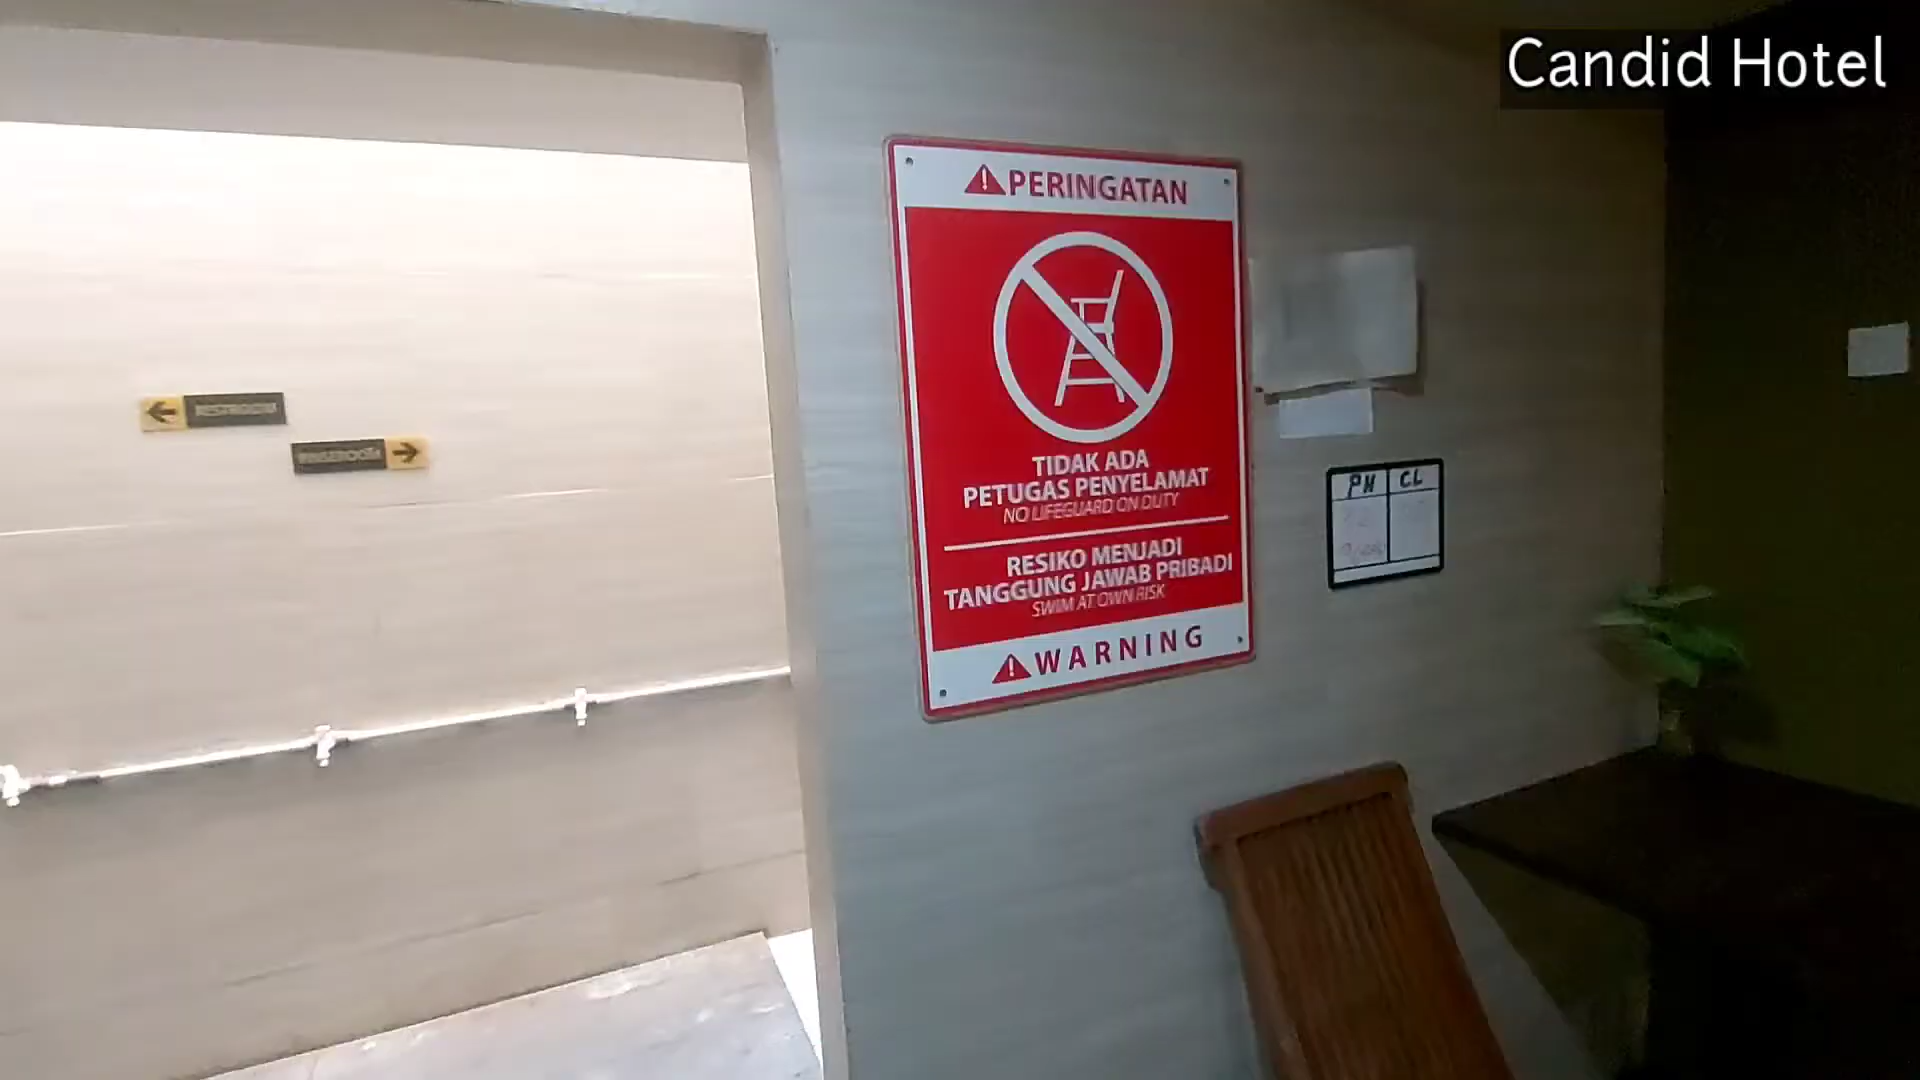 Candid Hotel
PERINGATAN
TIDAK ADA
PETUGAS PENYELAMAT
NO LIFEGUARD ON DUTY
RESIKO MENJADI
TANGGUNG JAWAB PRIBADI
SWIM AT OWN RISK
WARNING
RESTROOM
PH CL